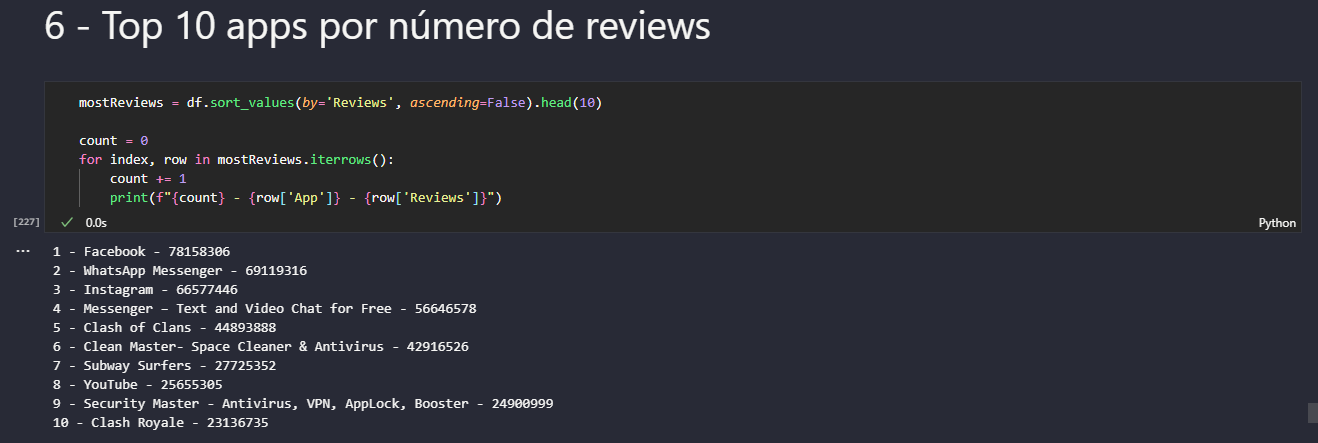 6 - Top 10 apps por número de reviews
mostReviews = df.sort_values(by='Reviews', ascending=False).head(10)
count = 0
for index, row in mostReviews.iterrows():
count += 1
print(f"{count} - {row['App']} - {row['Reviews']}")
[227] ✓ 0.0s Python
... 1 - Facebook - 78158306
2 - WhatsApp Messenger - 69119316
3 - Instagram - 66577446
4 - Messenger – Text and Video Chat for Free - 56646578
5 - Clash of Clans - 44893888
6 - Clean Master- Space Cleaner & Antivirus - 42916526
7 - Subway Surfers - 27725352
8 - YouTube - 25655305
9 - Security Master - Antivirus, VPN, AppLock, Booster - 24900999
10 - Clash Royale - 23136735